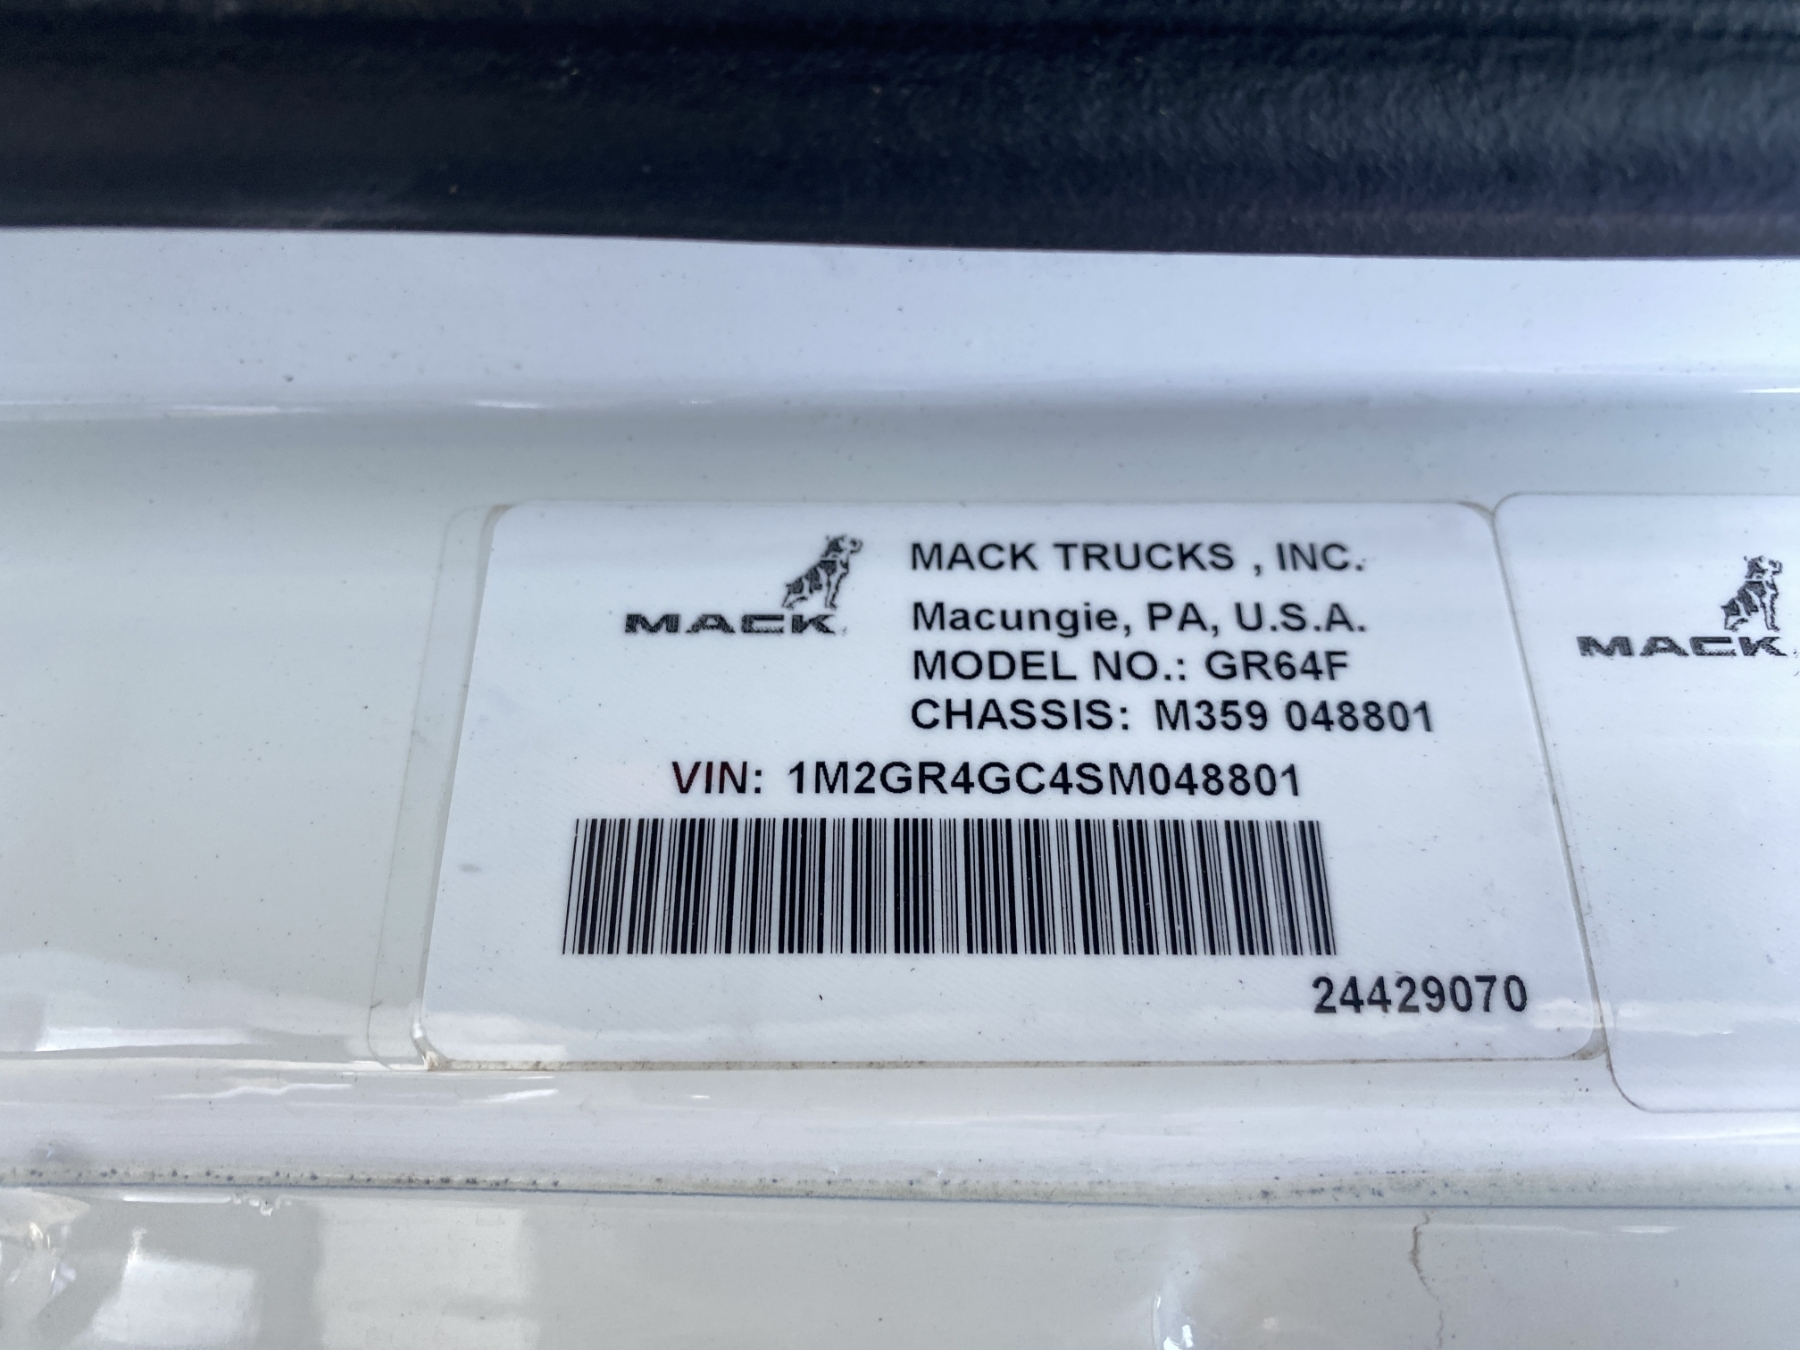 MACK
MACK TRUCKS , INC.
Macungie, PA, U.S.A.
MODEL NO.: GR64F
CHASSIS: M359 048801
VIN: 1M2GR4GC4SM048801
24429070
MACK